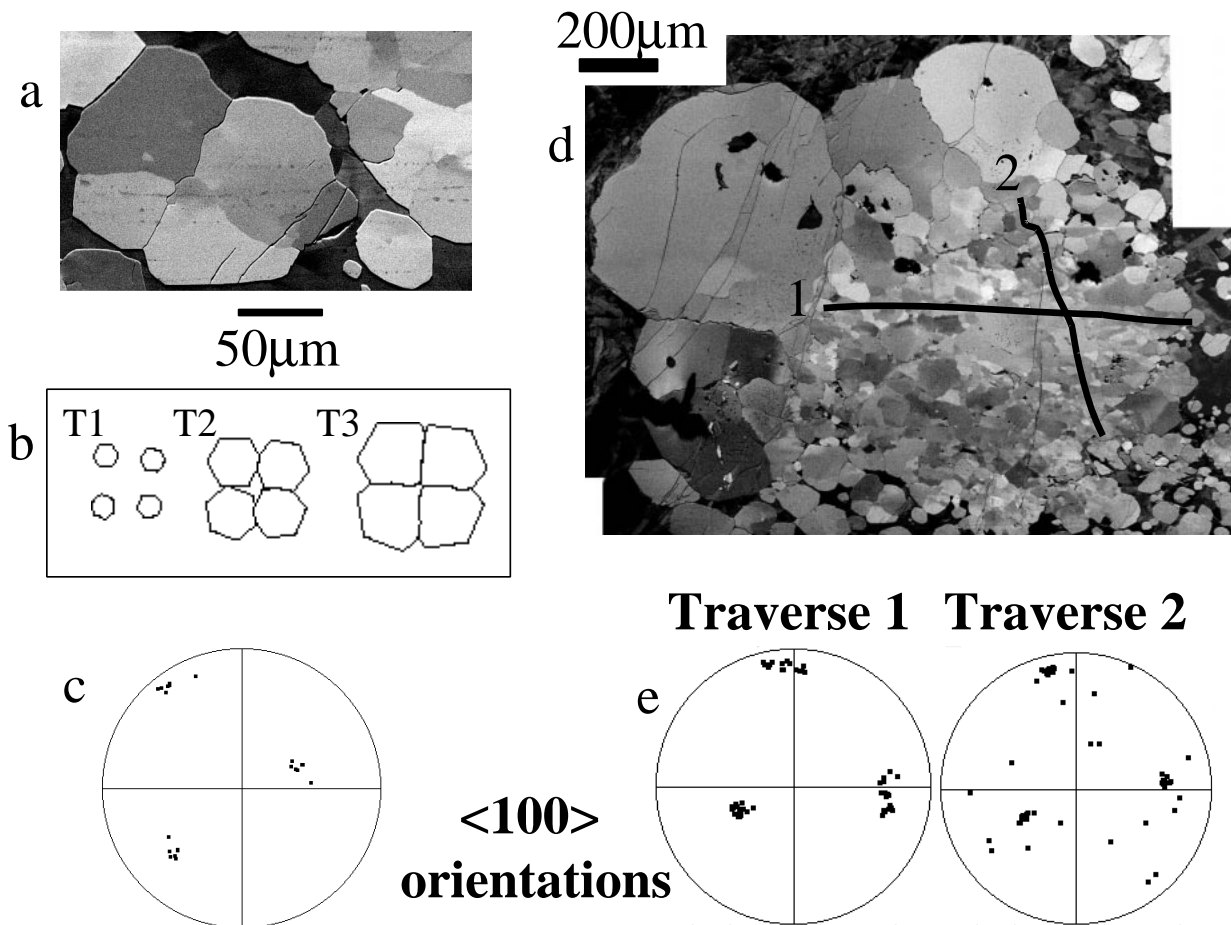 a
50μm
b
T1 T2 T3
c
<100>
orientations
200μm
d
2
1
Traverse 1 Traverse 2
e